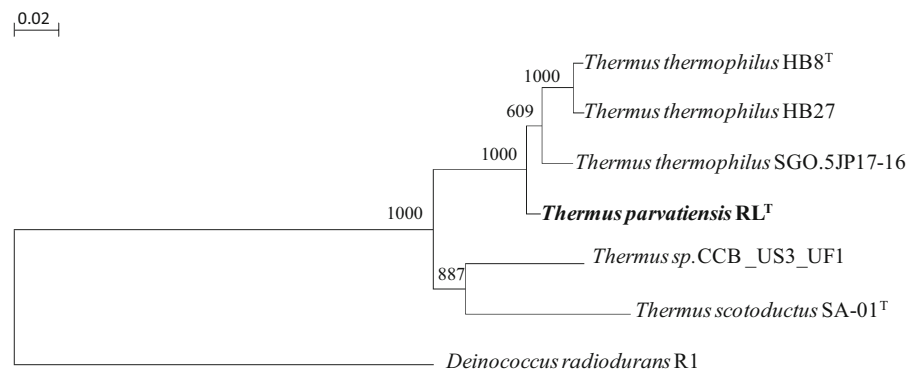 0.02
Thermus thermophilus HB8ᵀ
1000
609
Thermus thermophilus HB27
1000
Thermus thermophilus SGO.5JP17-16
1000
Thermus parvatiensis RLᵀ
Thermus sp.CCB _US3_UF1
887
Thermus scotoductus SA-01ᵀ
Deinococcus radiodurans R1